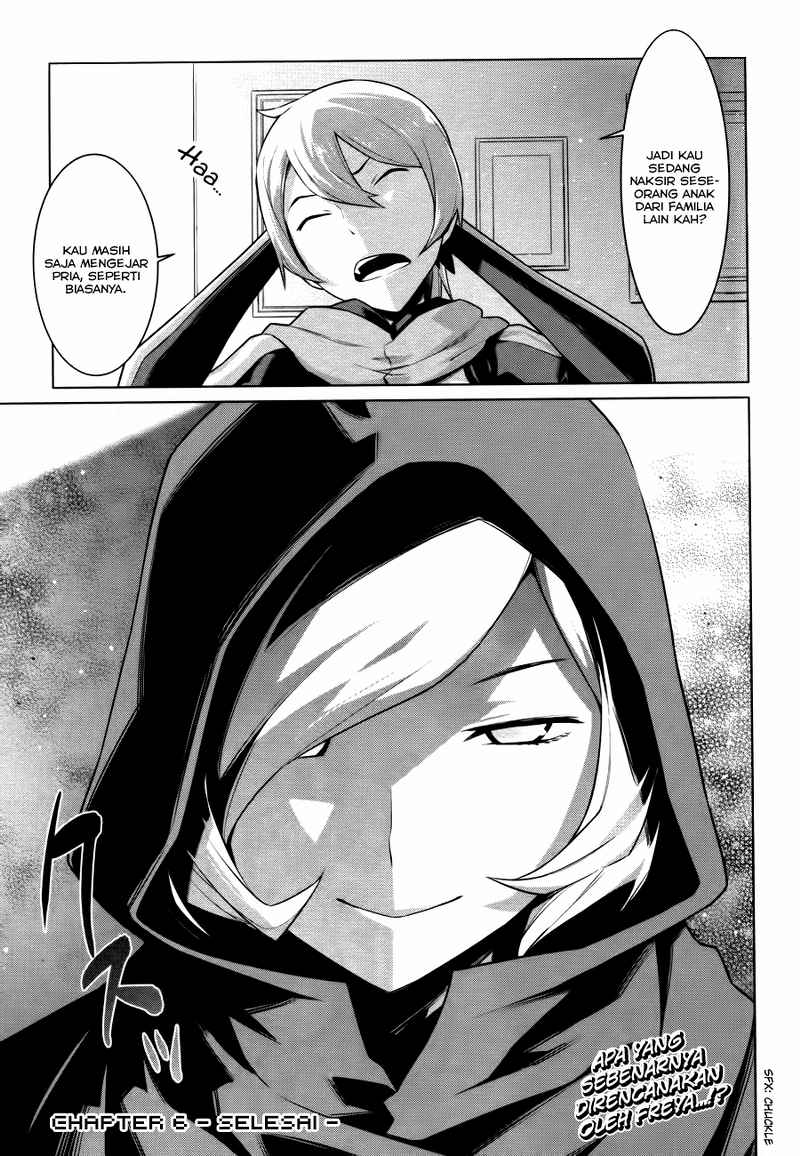 JADI KAU
SEDANG
NAKSIR SESE-
ORANG ANAK
DARI FAMILIA
LAIN KAH?
Haa...
KAU MASIH
SAJA MENGEJAR
PRIA, SEPERTI
BIASANYA.
クスッ
APA YANG
SEBENARNYA
DIRENCANAKAN
OLEH FREYA...!?
SFX: CHUCKLE
CHAPTER 6 - SELESAI -